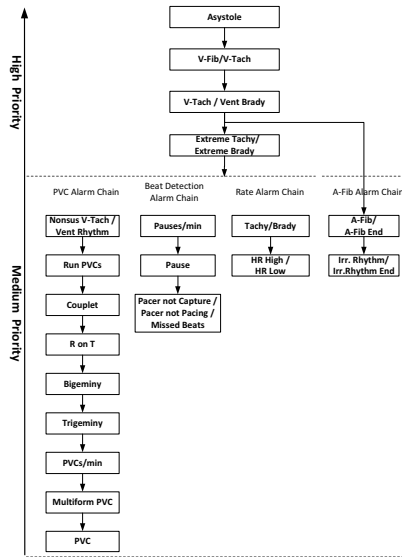 High Priority
Medium Priority
Asystole
V-Fib/V-Tach
V-Tach / Vent Brady
Extreme Tachy/
Extreme Brady
PVC Alarm Chain
Nonsus V-Tach /
Vent Rhythm
Run PVCs
Couplet
R on T
Bigeminy
Trigeminy
PVCs/min
Multiform PVC
PVC
Beat Detection
Alarm Chain
Pauses/min
Pause
Pacer not Capture /
Pacer not Pacing /
Missed Beats
Rate Alarm Chain
Tachy/Brady
HR High /
HR Low
A-Fib Alarm Chain
A-Fib/
A-Fib End
Irr. Rhythm/
Irr.Rhythm End